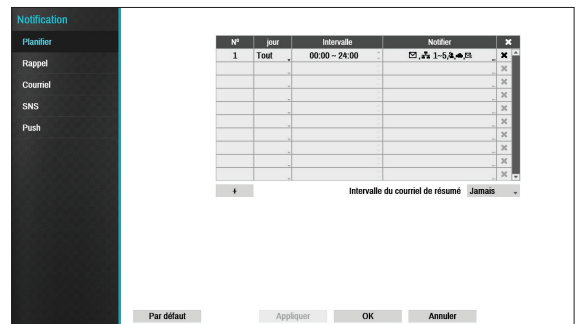 Notification
Planifier
Rappel
Courriel
SNS
Push
Nº jour Intervalle Notifier
1 Tout 00:00 ~ 24:00 1~5,
+ Intervalle du courriel de résumé Jamais
Par défaut Appliquer OK Annuler